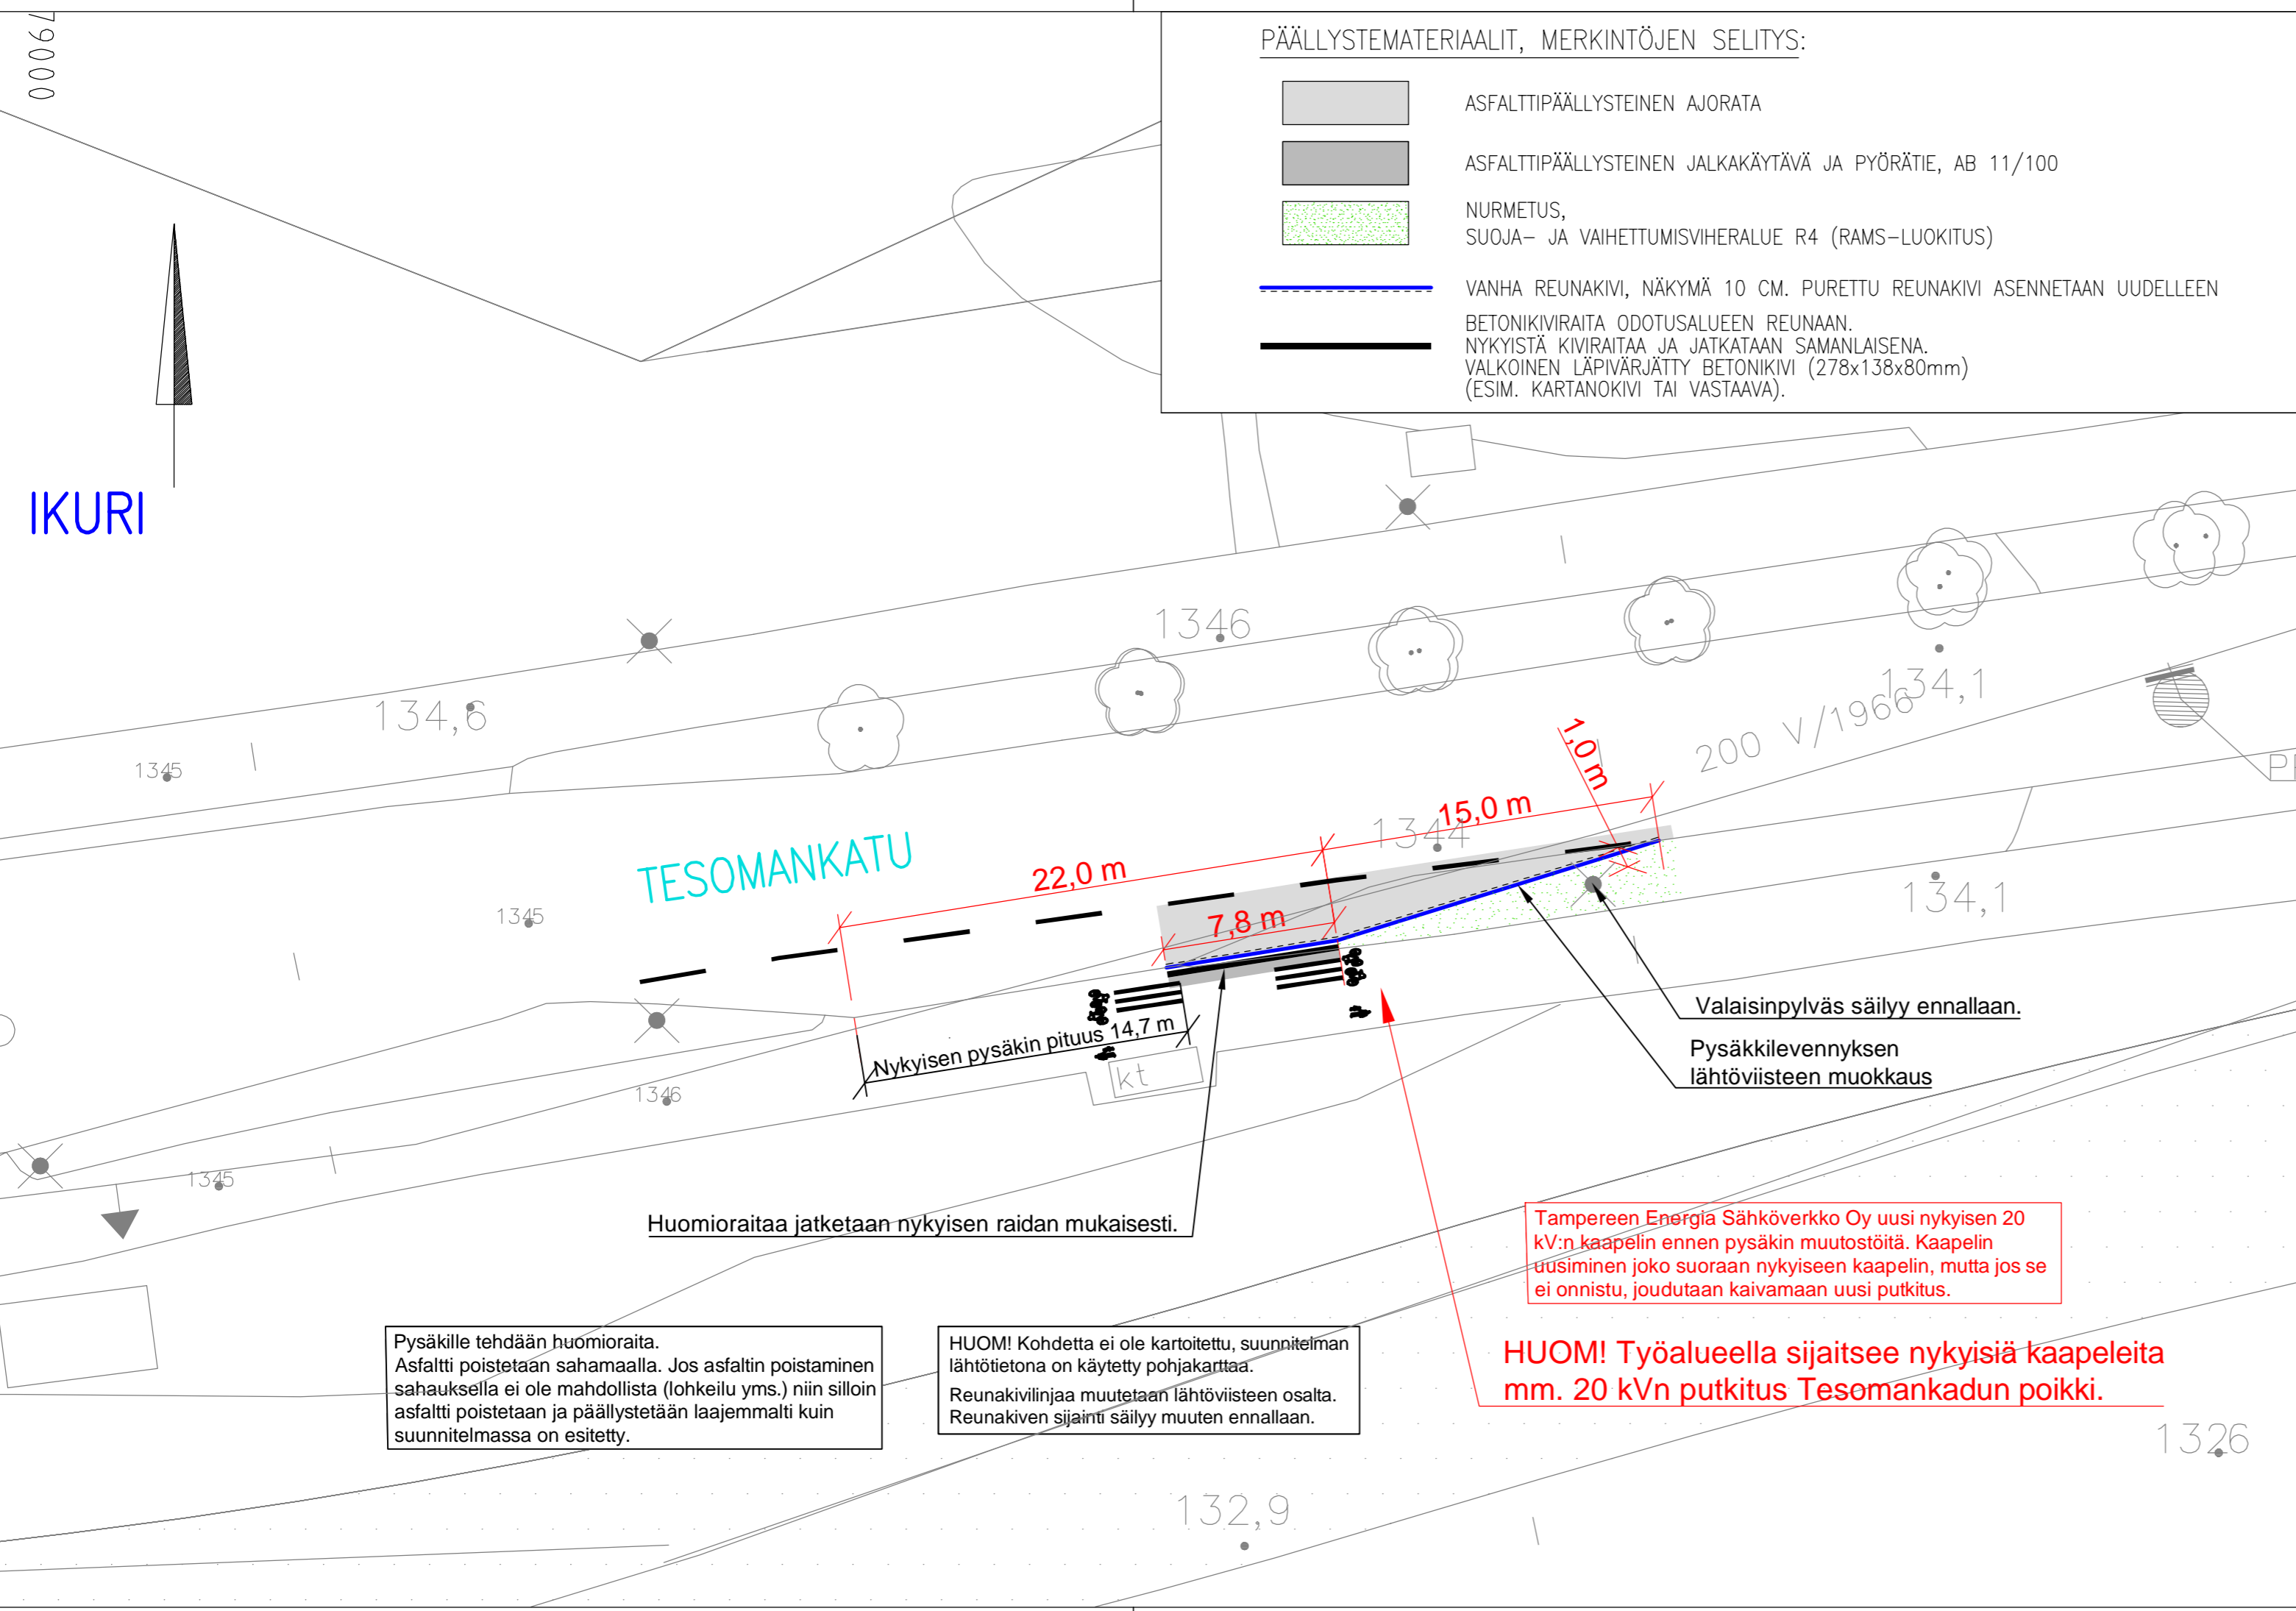 79000
PÄÄLLYSTEMATERIAALIT, MERKINTÖJEN SELITYS:
ASFALTTIPÄÄLLYSTEINEN AJORATA
ASFALTTIPÄÄLLYSTEINEN JALKAKÄYTÄVÄ JA PYÖRÄTIE, AB 11/100
NURMETUS,
SUOJA- JA VAIHETTUMISVIHERALUE R4 (RAMS-LUOKITUS)
VANHA REUNAKIVI, NÄKYMÄ 10 CM. PURETTU REUNAKIVI ASENNETAAN UUDELLEEN
BETONIKIVIRAITA ODOTUSALUEEN REUNAAN.
NYKYISTÄ KIVIRAITAA JA JATKATAAN SAMANLAISENA.
VALKOINEN LÄPIVÄRJÄTTY BETONIKIVI (278x138x80mm)
(ESIM. KARTANOKIVI TAI VASTAAVA).
IKURI
1346
134,6
134,1
1345
200 V/1966
1,0 m
15,0 m
1344
TESOMANKATU
22,0 m
7,8 m
1345
134,1
Valaisinpylväs säilyy ennallaan.
Pysäkkilevennyksen
lähtöviisteen muokkaus
Nykyisen pysäkin pituus 14,7 m
kt
1346
1345
Huomioraitaa jatketaan nykyisen raidan mukaisesti.
Tampereen Energia Sähköverkko Oy uusi nykyisen 20
kV:n kaapelin ennen pysäkin muutostöitä. Kaapelin
uusiminen joko suoraan nykyiseen kaapelin, mutta jos se
ei onnistu, joudutaan kaivamaan uusi putkitus.
Pysäkille tehdään huomioraita.
Asfaltti poistetaan sahamaalla. Jos asfaltin poistaminen
sahauksella ei ole mahdollista (lohkeilu yms.) niin silloin
asfaltti poistetaan ja päällystetään laajemmalti kuin
suunnitelmassa on esitetty.
HUOM! Kohdetta ei ole kartoitettu, suunnitelman
lähtötietona on käytetty pohjakarttaa.
Reunakivilinjaa muutetaan lähtöviisteen osalta.
Reunakiven sijainti säilyy muuten ennallaan.
HUOM! Työalueella sijaitsee nykyisiä kaapeleita
mm. 20 kVn putkitus Tesomankadun poikki.
1326
132,9